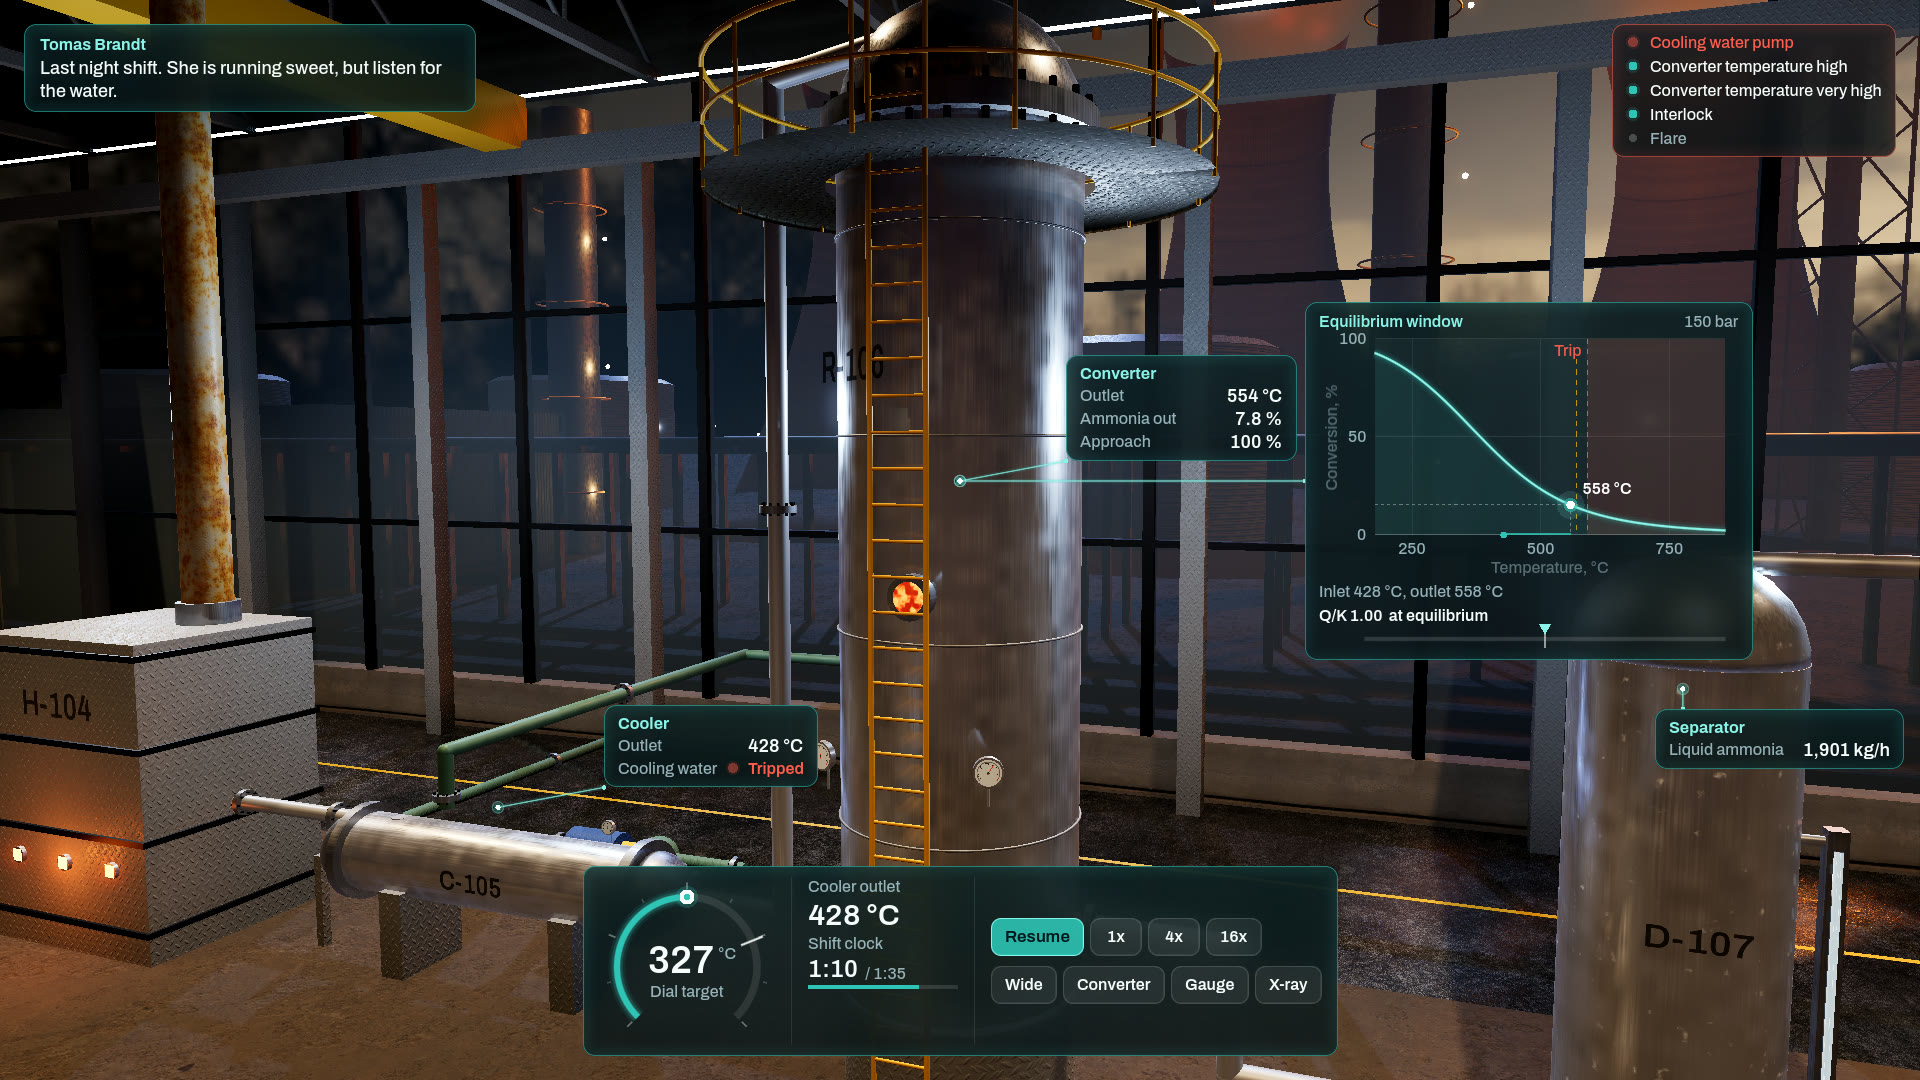 Tomas Brandt
Last night shift. She is running sweet, but listen for
the water.
Cooling water pump
Converter temperature high
Converter temperature very high
Interlock
Flare
R-106
Equilibrium window 150 bar
100
Trip
50
558 °C
0
250 500 750
Conversion, %
Temperature, °C
Inlet 428 °C, outlet 558 °C
Q/K 1.00 at equilibrium
Converter
Outlet 554 °C
Ammonia out 7.8 %
Approach 100 %
H-104
Cooler
Outlet 428 °C
Cooling water Tripped
Separator
Liquid ammonia 1,901 kg/h
C-105
D-107
327 °C
Dial target
Cooler outlet
428 °C
Shift clock
1:10 / 1:35
Resume 1x 4x 16x
Wide Converter Gauge X-ray